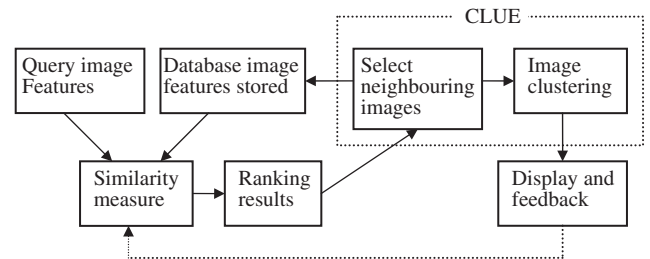 CLUE
Query image
Features
Database image
features stored
Select
neighbouring
images
Image
clustering
Similarity
measure
Ranking
results
Display and
feedback